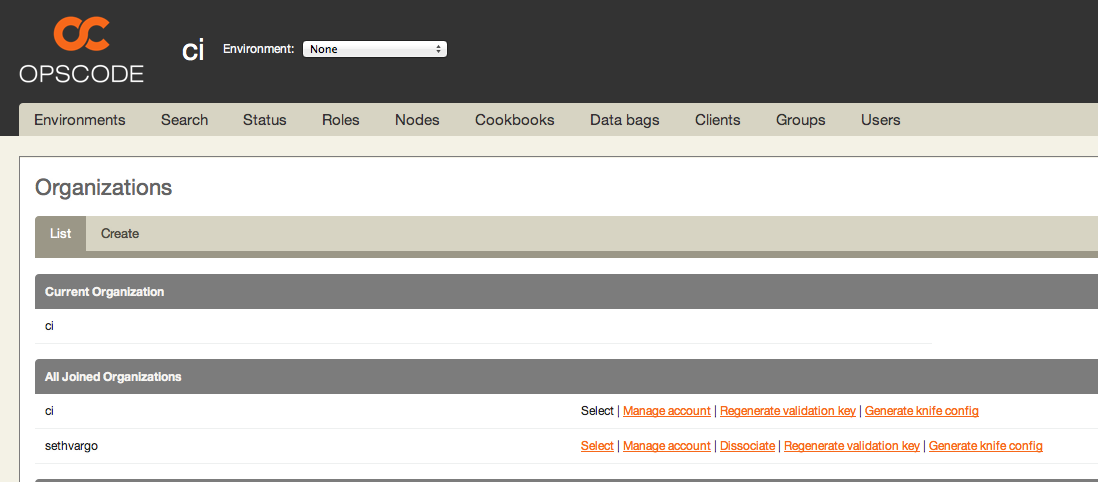 OPSCODE
ci Environment: None
Environments Search Status Roles Nodes Cookbooks Data bags Clients Groups Users
Organizations
List Create
Current Organization
ci
All Joined Organizations
ci Select | Manage account | Regenerate validation key | Generate knife config
sethvargo Select | Manage account | Dissociate | Regenerate validation key | Generate knife config